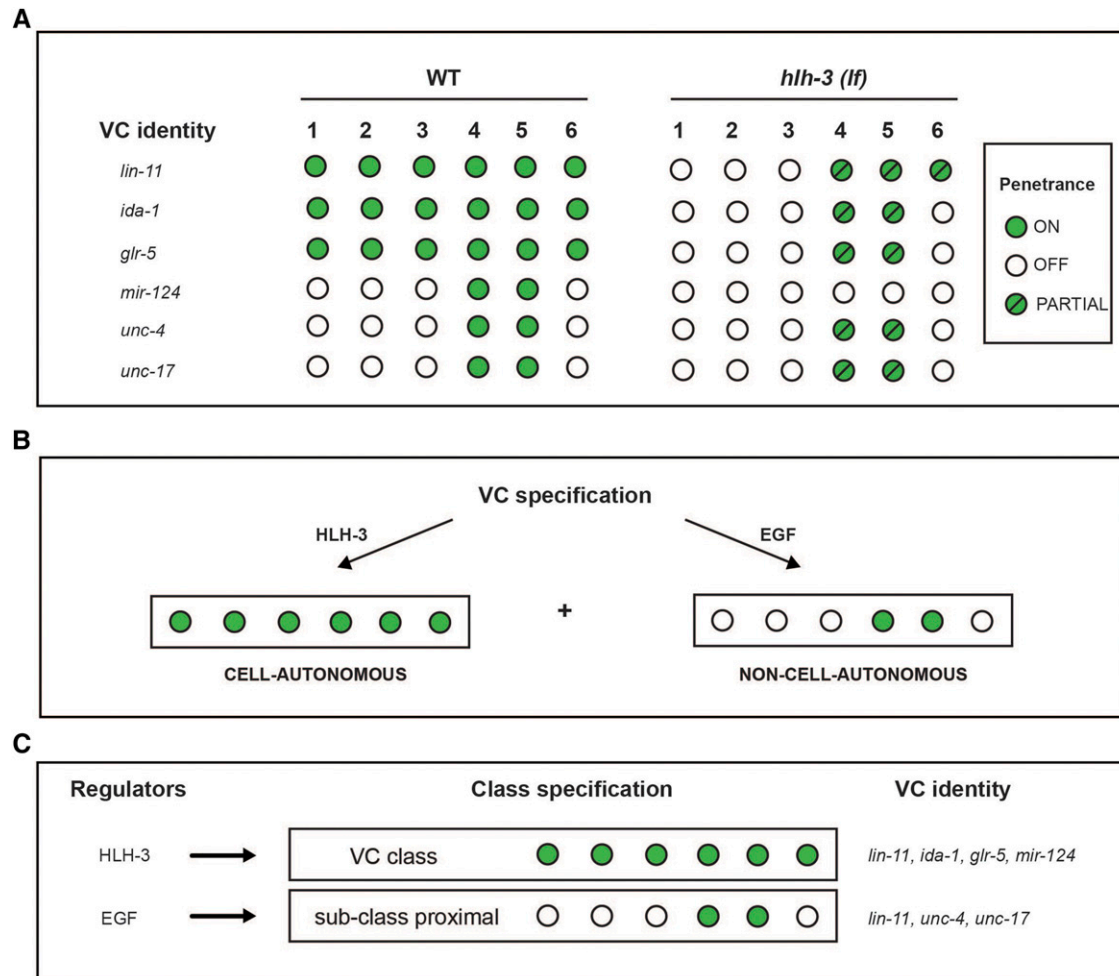 A
WT
hlh-3 (lf)
VC identity
1 2 3 4 5 6
1 2 3 4 5 6
lin-11
ida-1
glr-5
mir-124
unc-4
unc-17
Penetrance
ON
OFF
PARTIAL
B
VC specification
HLH-3
EGF
+
CELL-AUTONOMOUS
NON-CELL-AUTONOMOUS
C
Regulators
Class specification
VC identity
HLH-3
VC class
lin-11, ida-1, glr-5, mir-124
EGF
sub-class proximal
lin-11, unc-4, unc-17